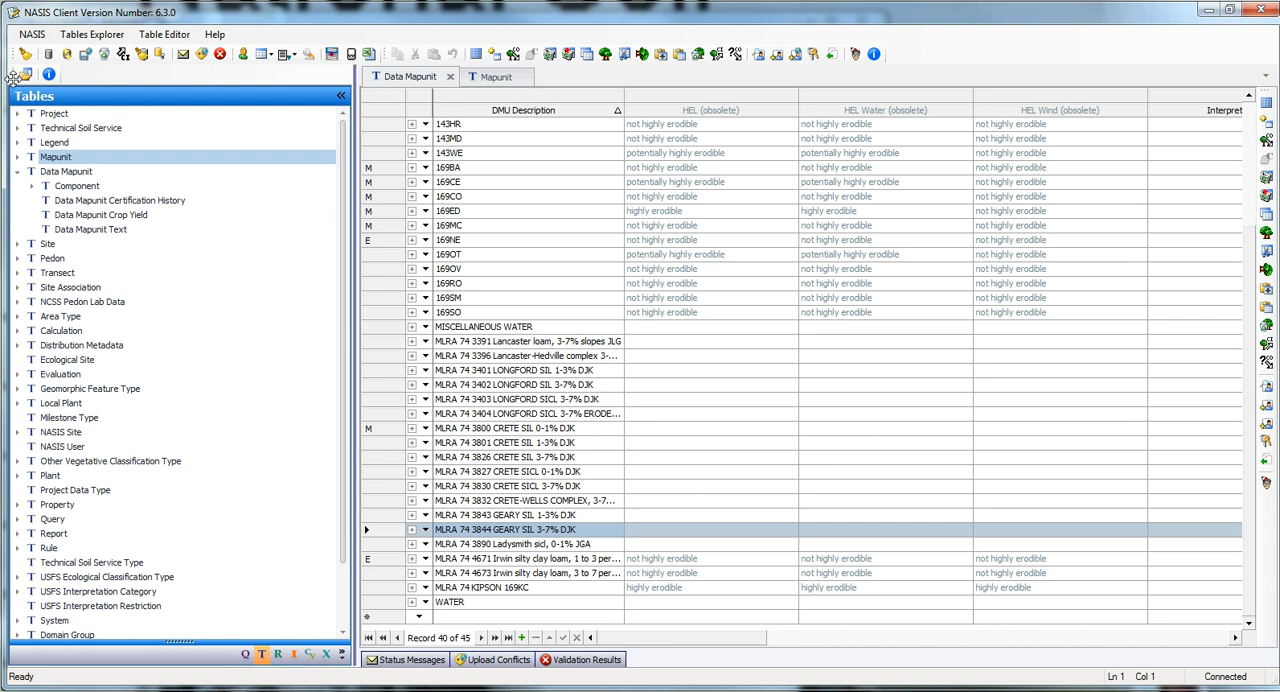 NASIS Client Version Number: 6.3.0
NASIS Tables Explorer Table Editor Help
Tables
Project
Technical Soil Service
Legend
Mapunit
Data Mapunit
Component
Data Mapunit Certification History
Data Mapunit Crop Yield
Data Mapunit Text
Site
Pedon
Transect
Site Association
NCSS Pedon Lab Data
Area Type
Calculation
Distribution Metadata
Ecological Site
Evaluation
Geomorphic Feature Type
Local Plant
Milestone Type
NASIS Site
NASIS User
Other Vegetative Classification Type
Plant
Project Data Type
Property
Query
Report
Rule
Technical Soil Service Type
USFS Ecological Classification Type
USFS Interpretation Category
USFS Interpretation Restriction
System
Domain Group
Q T R I X
Data Mapunit Mapunit
DMU Description HEL (obsolete) HEL Water (obsolete) HEL Wind (obsolete) Interpret
143HR not highly erodible not highly erodible not highly erodible
143MD not highly erodible not highly erodible not highly erodible
143WE potentially highly erodible potentially highly erodible not highly erodible
M 169BA not highly erodible not highly erodible not highly erodible
M 169CE potentially highly erodible potentially highly erodible not highly erodible
M 169CO not highly erodible not highly erodible not highly erodible
M 169ED highly erodible highly erodible not highly erodible
M 169MC not highly erodible not highly erodible not highly erodible
E 169NE not highly erodible not highly erodible not highly erodible
169OT potentially highly erodible potentially highly erodible not highly erodible
169OV not highly erodible not highly erodible not highly erodible
169RO not highly erodible not highly erodible not highly erodible
169SM not highly erodible not highly erodible not highly erodible
169SO not highly erodible not highly erodible not highly erodible
MISCELLANEOUS WATER
MLRA 74 3391 Lancaster loam, 3-7% slopes JLG
MLRA 74 3396 Lancaster-Hedville complex 3-...
MLRA 74 3401 LONGFORD SIL 1-3% DJK
MLRA 74 3402 LONGFORD SIL 3-7% DJK
MLRA 74 3403 LONGFORD SICL 3-7% DJK
MLRA 74 3404 LONGFORD SICL 3-7% ERODE...
M MLRA 74 3800 CRETE SIL 0-1% DJK
MLRA 74 3801 CRETE SIL 1-3% DJK
MLRA 74 3826 CRETE SIL 3-7% DJK
MLRA 74 3827 CRETE SICL 0-1% DJK
MLRA 74 3830 CRETE SICL 3-7% DJK
MLRA 74 3832 CRETE-WELLS COMPLEX, 3-7...
MLRA 74 3843 GEARY SIL 1-3% DJK
MLRA 74 3844 GEARY SIL 3-7% DJK
MLRA 74 3890 Ladysmith sicl, 0-1% JGA
E MLRA 74 4671 Irwin silty clay loam, 1 to 3 per... not highly erodible not highly erodible not highly erodible
MLRA 74 4673 Irwin silty clay loam, 3 to 7 per... not highly erodible not highly erodible not highly erodible
MLRA 74 KIPSON 169KC highly erodible highly erodible highly erodible
WATER
Record 40 of 45
Status Messages Upload Conflicts Validation Results
Ready Ln 1 Col 1 Connected